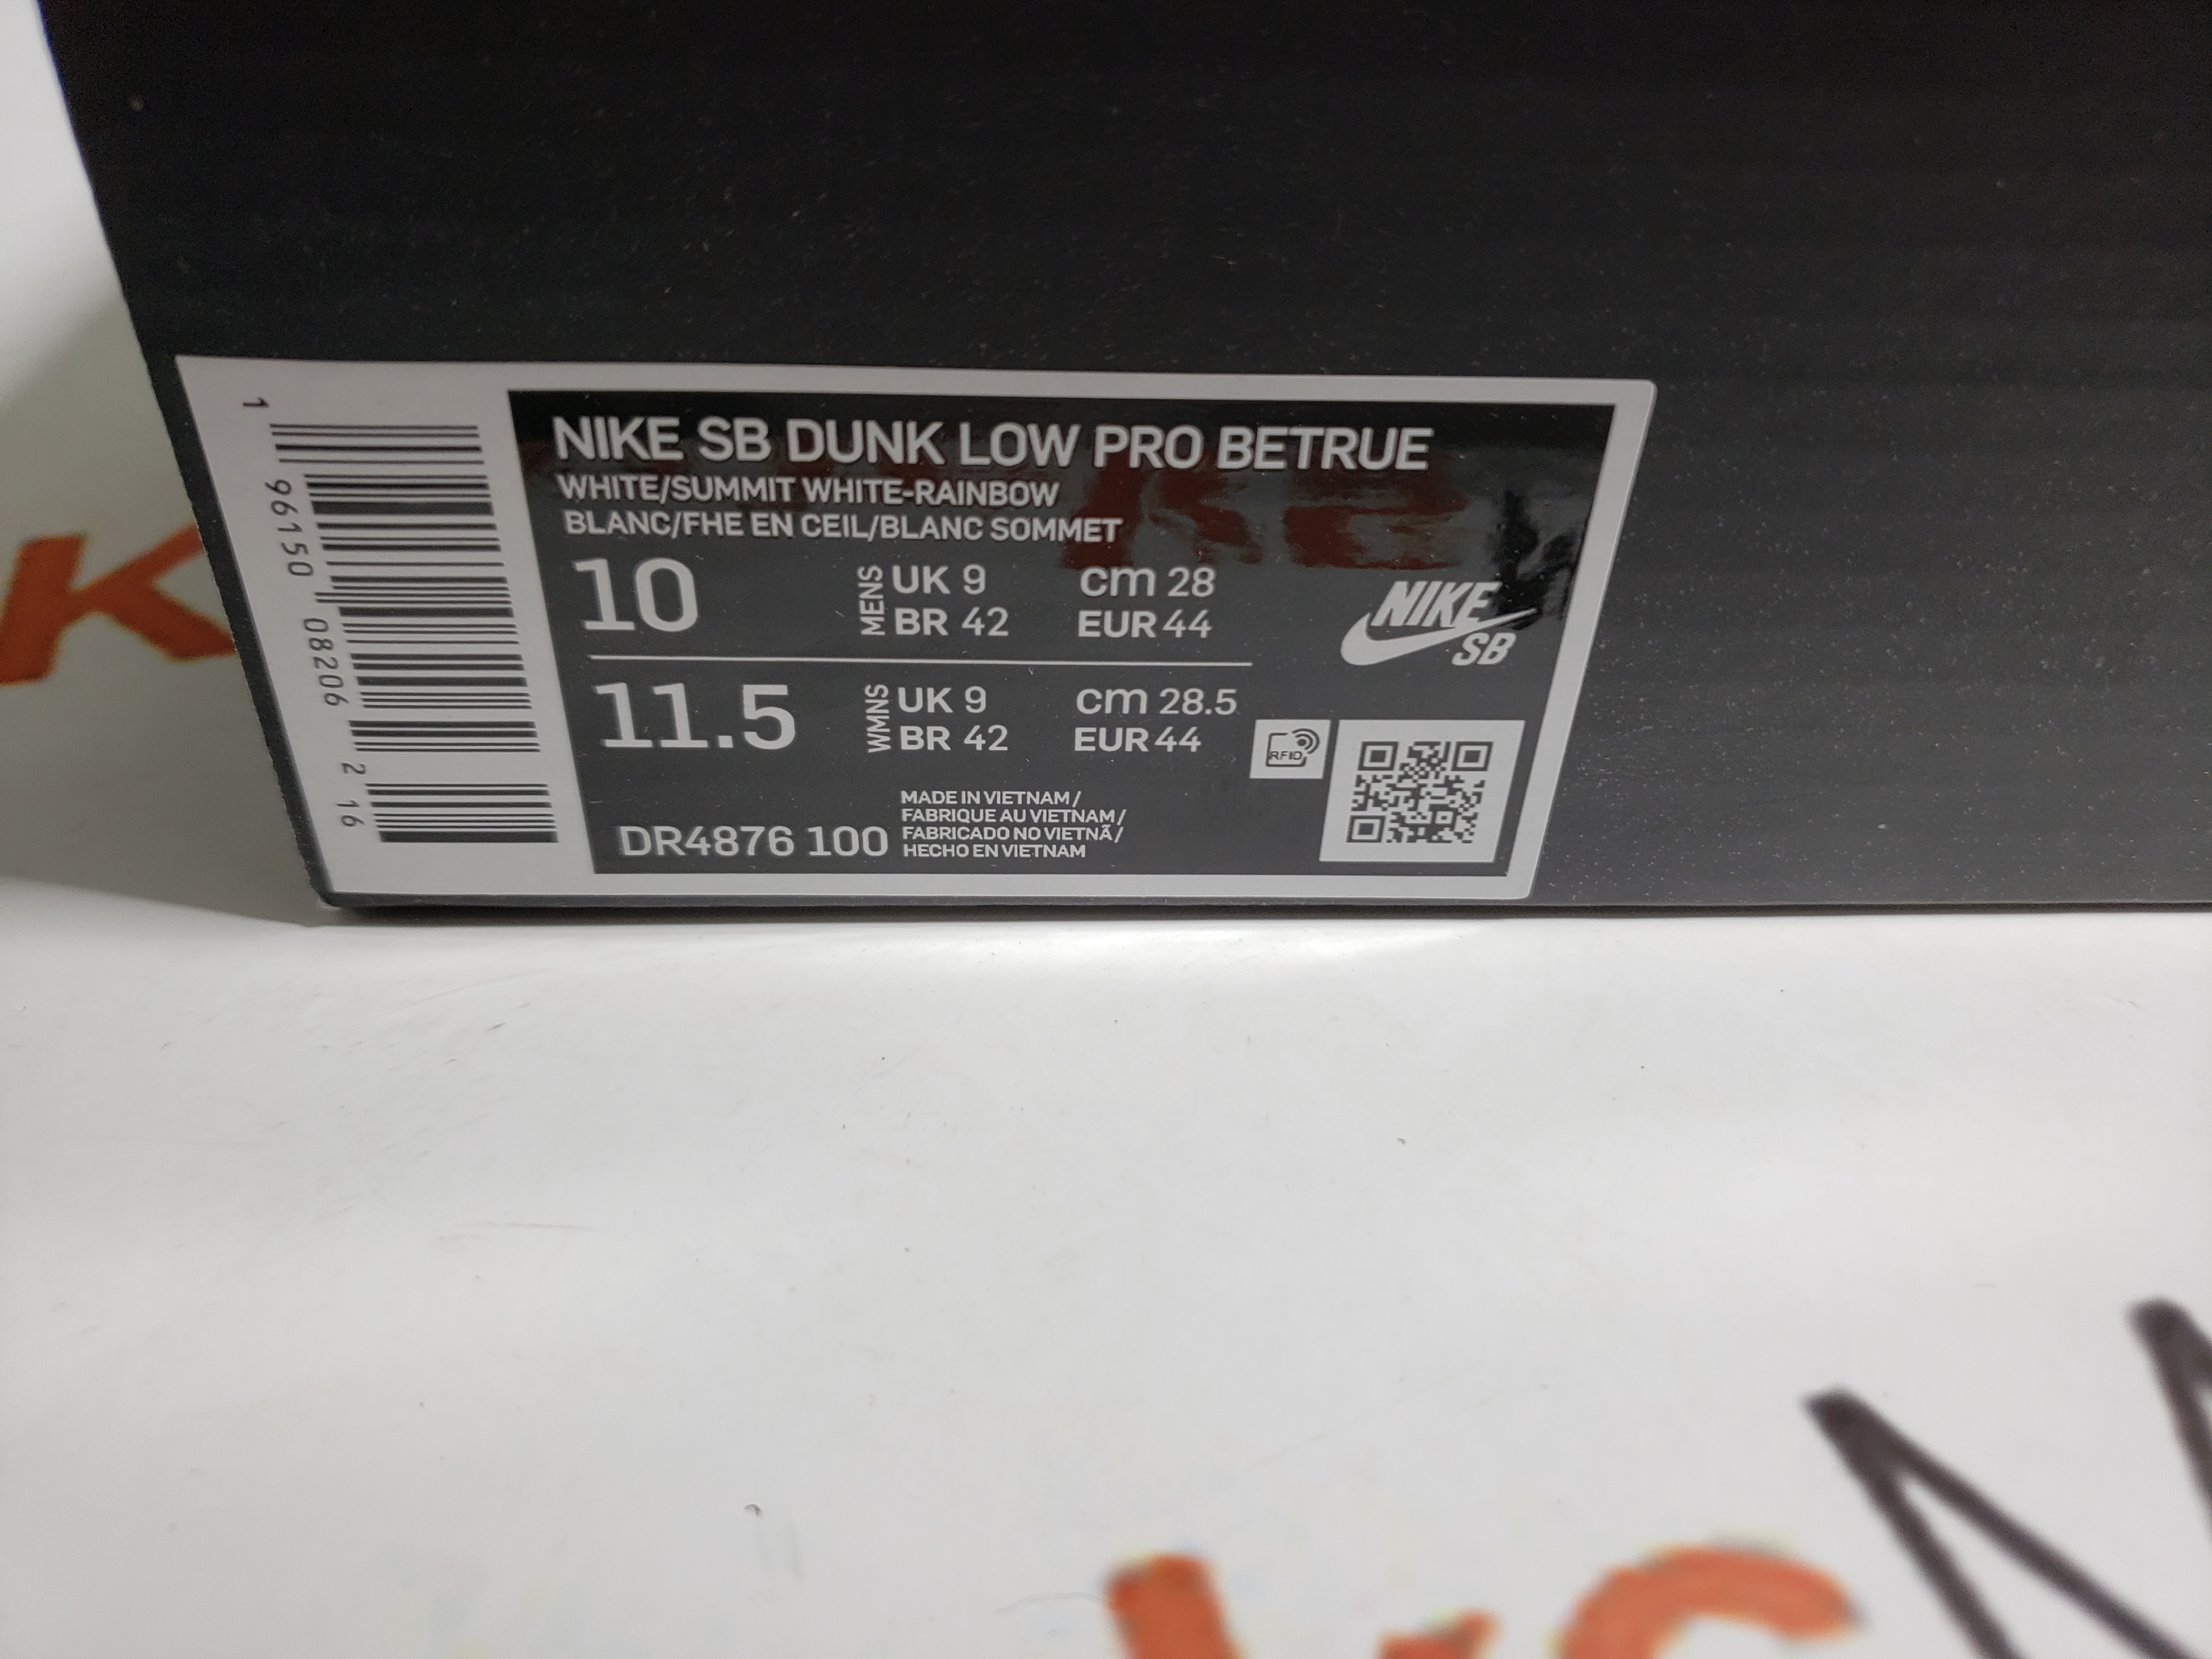 NIKE SB DUNK LOW PRO BETRUE
WHITE/SUMMIT WHITE-RAINBOW
BLANC/FHE EN CEIL/BLANC SOMMET
10 MENS UK 9 cm 28
BR 42 EUR 44
11.5 WMNS UK 9 cm 28.5
BR 42 EUR 44
DR4876 100
MADE IN VIETNAM/
FABRIQUE AU VIETNAM/
FABRICADO NO VIETNÃ/
HECHO EN VIETNAM
NIKE
SB
RFID
1 96150 08206 2 16
K